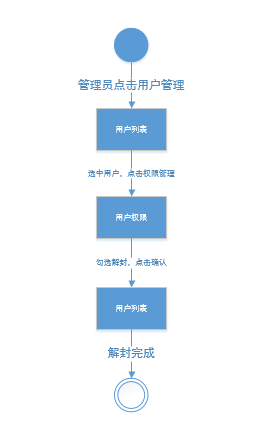 管理员点击用户管理
用户列表
选中用户、点击权限管理
用户权限
勾选解封、点击确认
用户列表
解封完成